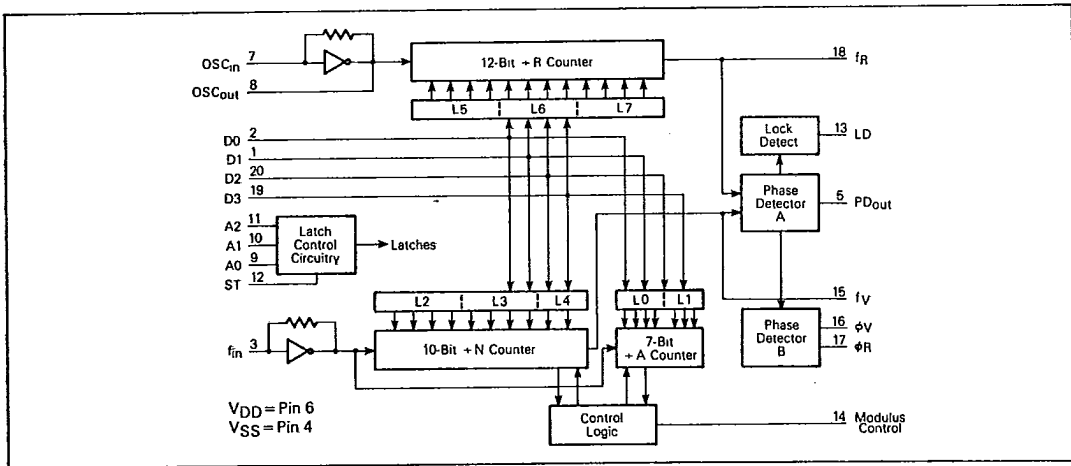 OSCin 7
OSCout 8
12-Bit ÷ R Counter
18 fR
L5 L6 L7
D0 2
D1 1
D2 20
D3 19
Lock Detect
13 LD
Phase Detector A
5 PDout
A2 11
A1 10
A0 9
ST 12
Latch Control Circuitry
Latches
L2 L3 L4
L0 L1
15 fV
fin 3
10-Bit ÷ N Counter
7-Bit ÷ A Counter
Phase Detector B
16 ϕV
17 ϕR
VDD = Pin 6
VSS = Pin 4
Control Logic
14 Modulus Control